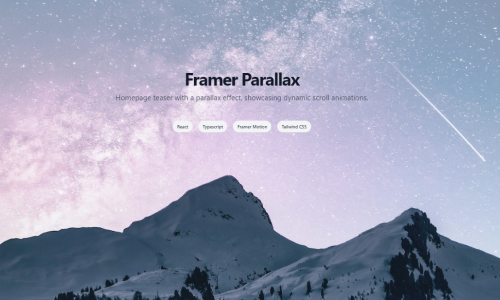 Framer Parallax
Homepage teaser with a parallax effect, showcasing dynamic scroll animations.
React Typescript Framer Motion Tailwind CSS